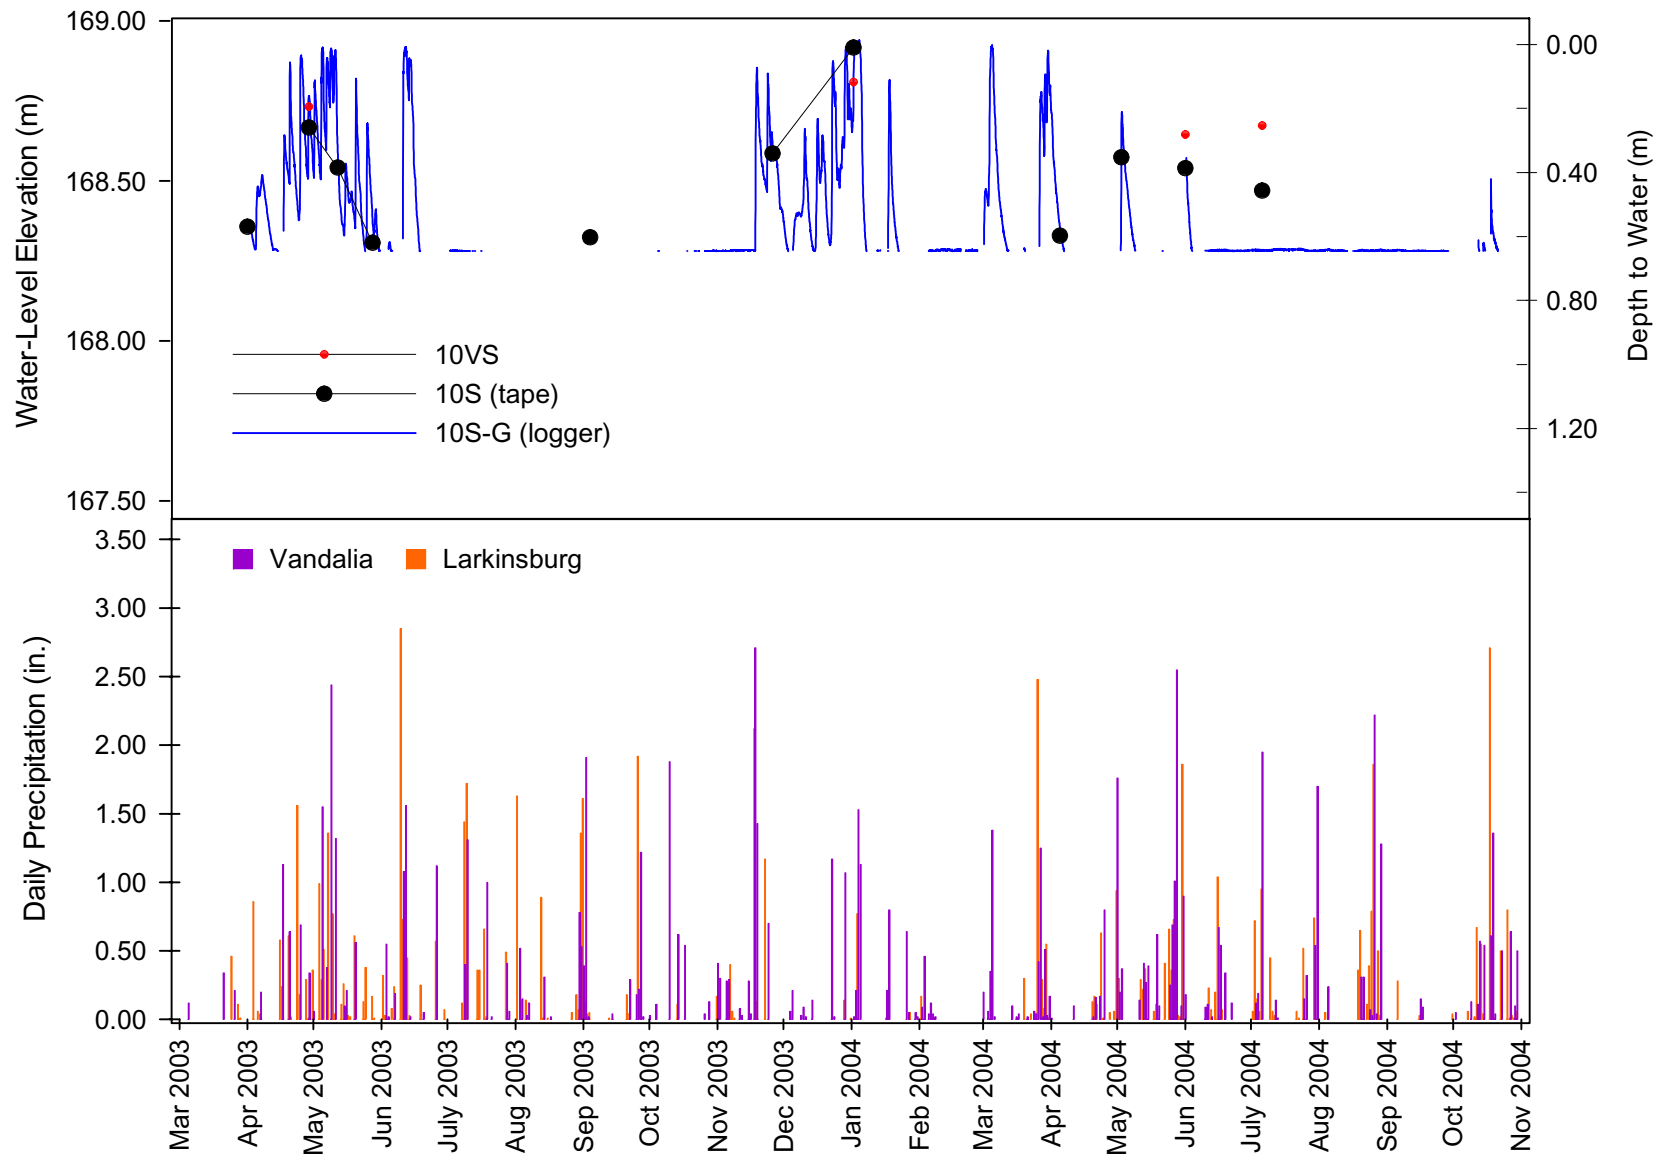 169.00
168.50
168.00
167.50
Water-Level Elevation (m)
0.00
0.40
0.80
1.20
Depth to Water (m)
10VS
10S (tape)
10S-G (logger)
3.50
3.00
2.50
2.00
1.50
1.00
0.50
0.00
Daily Precipitation (in.)
Vandalia
Larkinsburg
Mar 2003
Apr 2003
May 2003
Jun 2003
July 2003
Aug 2003
Sep 2003
Oct 2003
Nov 2003
Dec 2003
Jan 2004
Feb 2004
Mar 2004
Apr 2004
May 2004
Jun 2004
July 2004
Aug 2004
Sep 2004
Oct 2004
Nov 2004